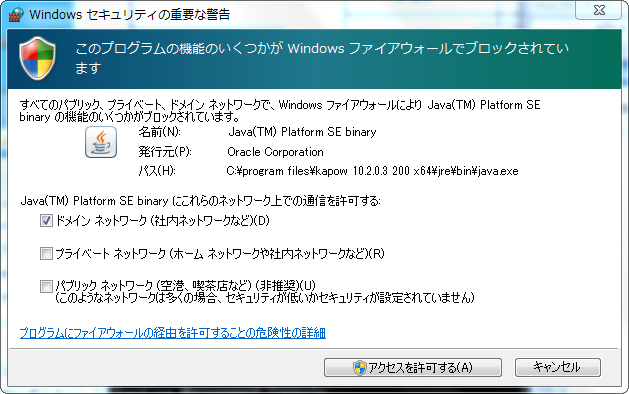 Windows セキュリティの重要な警告
このプログラムの機能のいくつかが Windows ファイアウォールでブロックされてい
ます
すべてのパブリック、プライベート、ドメイン ネットワークで、Windows ファイアウォールにより Java(TM) Platform SE
binary の機能のいくつかがブロックされています。
名前(N): Java(TM) Platform SE binary
発行元(P): Oracle Corporation
パス(H): C:¥program files¥kapow 10.2.0.3 200 x64¥jre¥bin¥java.exe
Java(TM) Platform SE binary にこれらのネットワーク上での通信を許可する:
ドメイン ネットワーク (社内ネットワークなど)(D)
プライベート ネットワーク (ホーム ネットワークや社内ネットワークなど)(R)
パブリック ネットワーク (空港、喫茶店など) (非推奨)(U)
(このようなネットワークは多くの場合、セキュリティが低いかセキュリティが設定されていません)
プログラムにファイアウォールの経由を許可することの危険性の詳細
アクセスを許可する(A) キャンセル